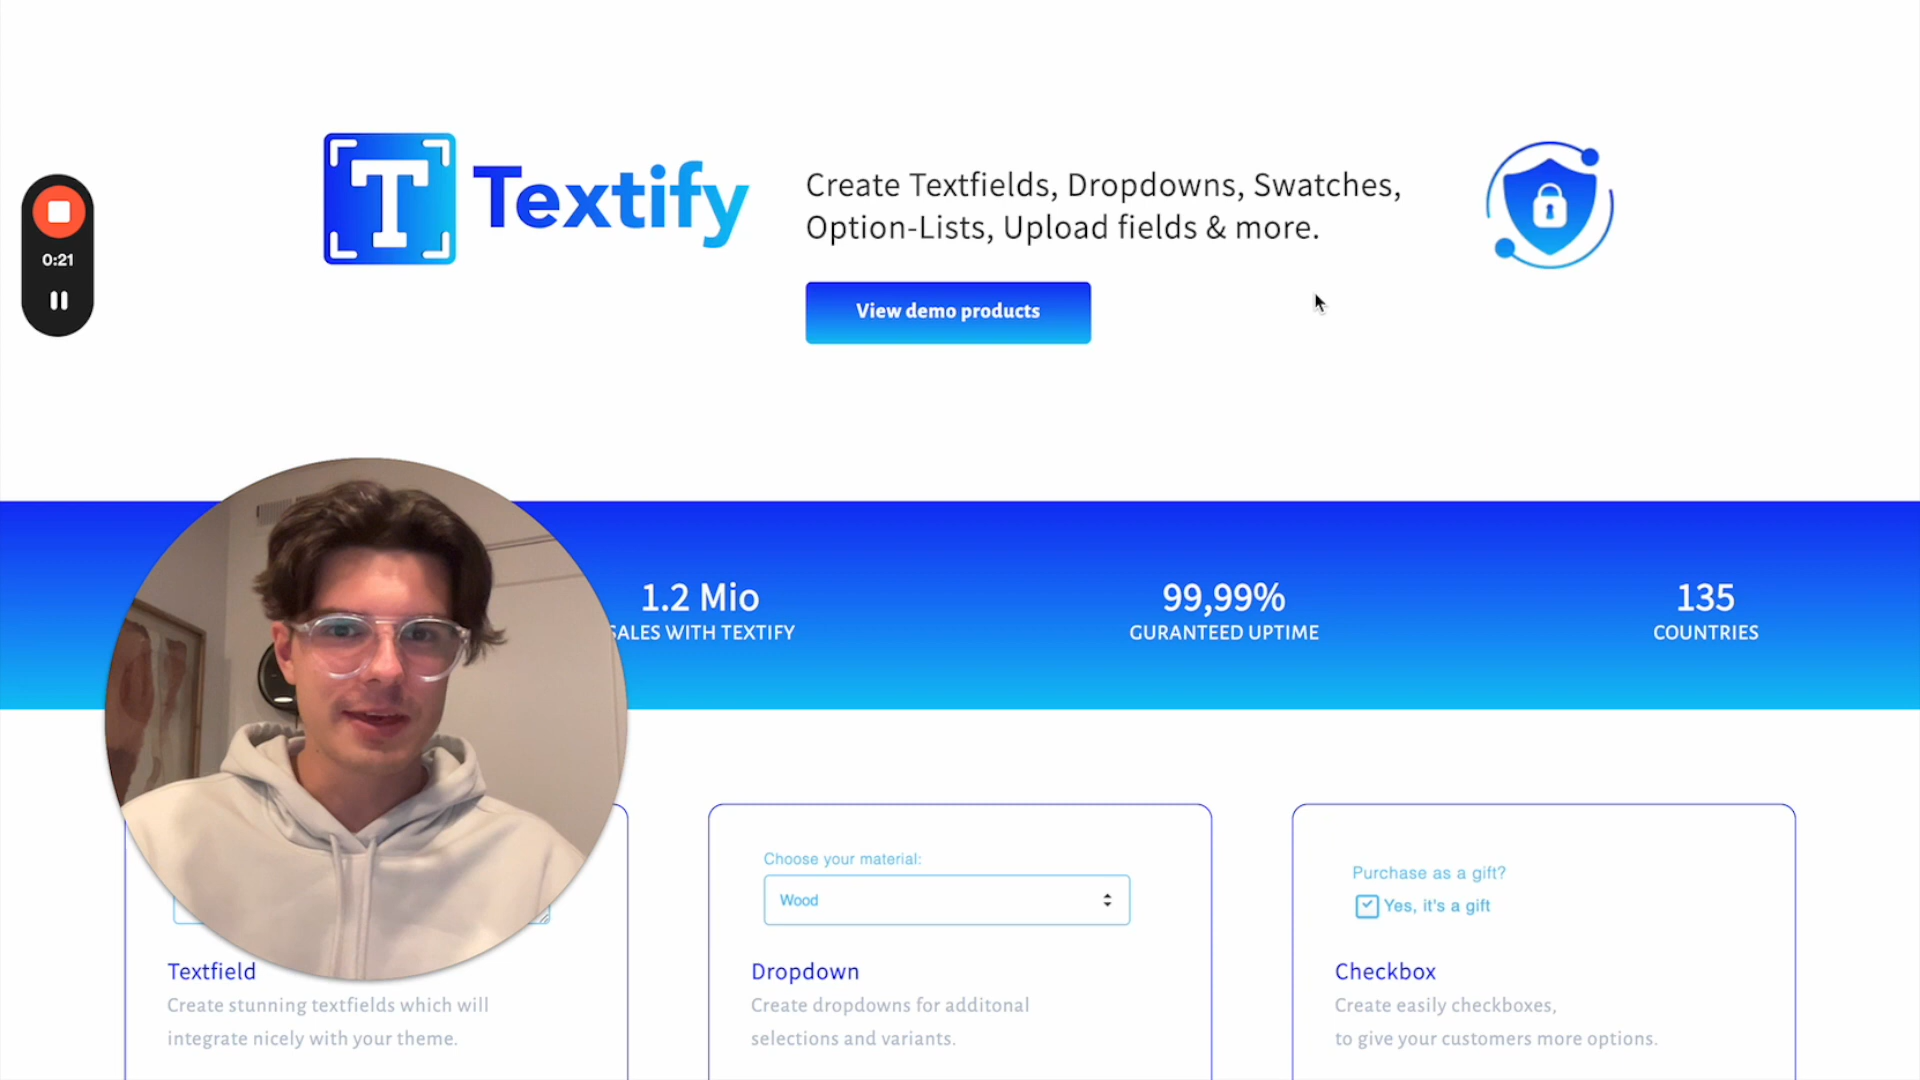 T Textify
Create Textfields, Dropdowns, Swatches,
Option-Lists, Upload fields & more.
0:21
View demo products
1.2 Mio
SALES WITH TEXTIFY
99,99%
GURANTEED UPTIME
135
COUNTRIES
Choose your material:
Wood
Purchase as a gift?
Yes, it's a gift
Textfield
Create stunning textfields which will
integrate nicely with your theme.
Dropdown
Create dropdowns for additonal
selections and variants.
Checkbox
Create easily checkboxes,
to give your customers more options.